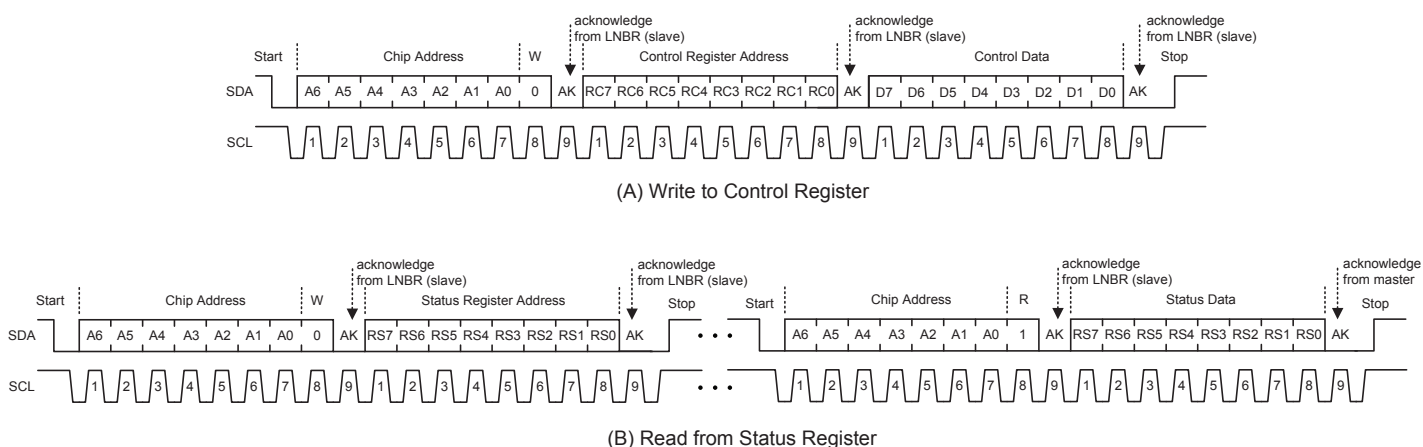 acknowledge
from LNBR (slave)
acknowledge
from LNBR (slave)
acknowledge
from LNBR (slave)
Start Chip Address W Control Register Address Control Data Stop
SDA A6 A5 A4 A3 A2 A1 A0 0 AK RC7 RC6 RC5 RC4 RC3 RC2 RC1 RC0 AK D7 D6 D5 D4 D3 D2 D1 D0 AK
SCL 1 2 3 4 5 6 7 8 9 1 2 3 4 5 6 7 8 9 1 2 3 4 5 6 7 8 9
(A) Write to Control Register
acknowledge
from LNBR (slave)
acknowledge
from LNBR (slave)
acknowledge
from LNBR (slave)
acknowledge
from master
Start Chip Address W Status Register Address Stop Start Chip Address R Status Data Stop
SDA A6 A5 A4 A3 A2 A1 A0 0 AK RS7 RS6 RS5 RS4 RS3 RS2 RS1 RS0 AK • • • A6 A5 A4 A3 A2 A1 A0 1 AK RS7 RS6 RS5 RS4 RS3 RS2 RS1 RS0 AK
SCL 1 2 3 4 5 6 7 8 9 1 2 3 4 5 6 7 8 9 • • • 1 2 3 4 5 6 7 8 9 1 2 3 4 5 6 7 8 9
(B) Read from Status Register